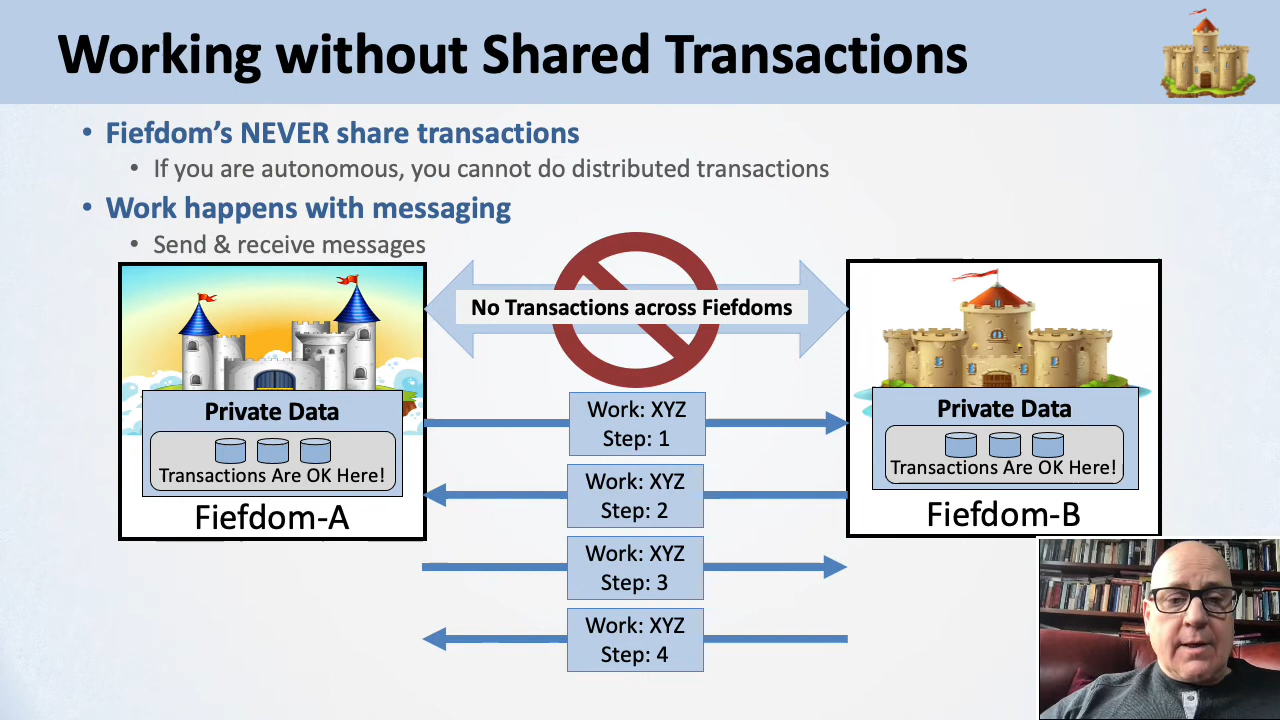 Working without Shared Transactions
• Fiefdom’s NEVER share transactions
• If you are autonomous, you cannot do distributed transactions
• Work happens with messaging
• Send & receive messages
No Transactions across Fiefdoms
Private Data
Transactions Are OK Here!
Fiefdom-A
Private Data
Transactions Are OK Here!
Fiefdom-B
Work: XYZ
Step: 1
Work: XYZ
Step: 2
Work: XYZ
Step: 3
Work: XYZ
Step: 4